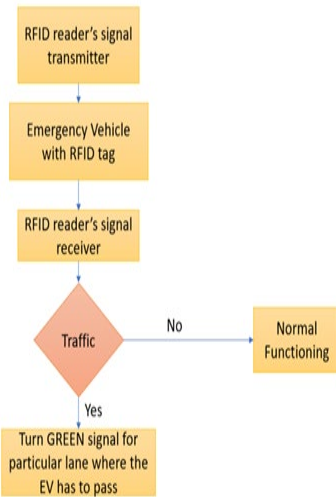 RFID reader's signal
transmitter
Emergency Vehicle
with RFID tag
RFID reader's signal
receiver
Traffic
No
Normal
Functioning
Yes
Turn GREEN signal for
particular lane where the
EV has to pass